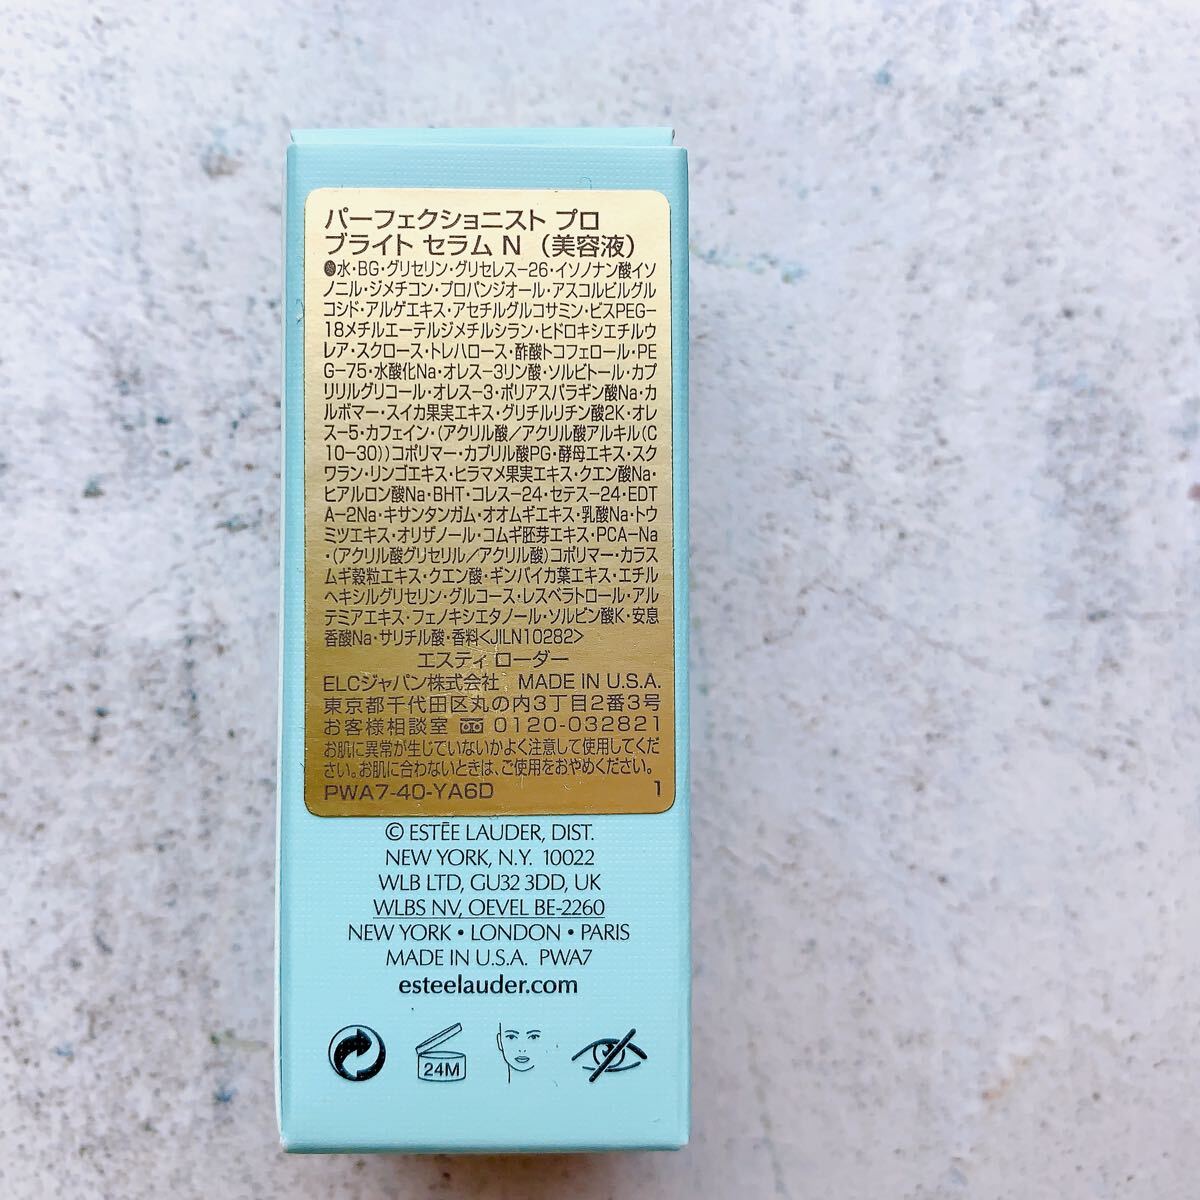 パーフェクショニスト プロ
ブライト セラム N （美容液）
水・BG・グリセリン・グリセレス−26・イソノナン酸イソ
ノニル・ジメチコン・プロパンジオール・アスコルビルグル
コシド・アルゲエキス・アセチルグルコサミン・ビスPEG−
18メチルエーテルジメチルシラン・ヒドロキシエチルウ
レア・スクロース・トレハロース・酢酸トコフェロール・PE
G−75・水酸化Na・オレス−3リン酸・ソルビトール・カプ
リリルグリコール・オレス−3・ポリアスパラギン酸Na・カ
ルボマー・スイカ果実エキス・グリチルリチン酸2K・オレ
ス−5・カフェイン・（アクリル酸／アクリル酸アルキル（C
10−30））コポリマー・カプリル酸PG・酵母エキス・スク
ワラン・リンゴエキス・ヒラマメ果実エキス・クエン酸Na・
ヒアルロン酸Na・BHT・コレス−24・セテス−24・EDT
A−2Na・キサンタンガム・オオムギエキス・乳酸Na・トウ
ミツエキス・オリザノール・コムギ胚芽エキス・PCA−Na
・（アクリル酸グリセリル／アクリル酸）コポリマー・カラス
ムギ穀粒エキス・クエン酸・ギンバイカ葉エキス・エチル
ヘキシルグリセリン・グルコース・レスベラトロール・アル
テミアエキス・フェノキシエタノール・ソルビン酸K・安息
香酸Na・サリチル酸・香料<JILN10282>
エスティ ローダー
ELCジャパン株式会社 MADE IN U.S.A.
東京都千代田区丸の内3丁目2番3号
お客様相談室 0120-032821
お肌に異常が生じていないかよく注意して使用してくだ
さい。お肌に合わないときは、ご使用をおやめください。
PWA7-40-YA6D 1
© ESTĒE LAUDER, DIST.
NEW YORK, N.Y. 10022
WLB LTD, GU32 3DD, UK
WLBS NV, OEVEL BE-2260
NEW YORK • LONDON • PARIS
MADE IN U.S.A. PWA7
esteelauder.com
24M